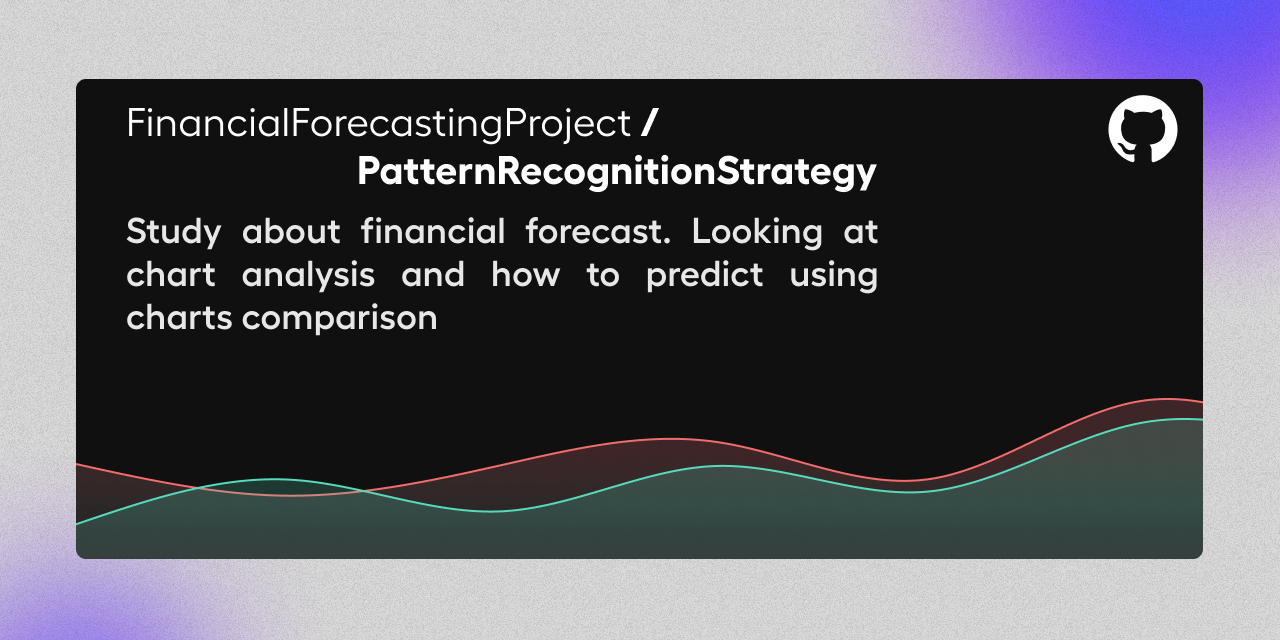 FinancialForecastingProject /
PatternRecognitionStrategy
Study about financial forecast. Looking at
chart analysis and how to predict using
charts comparison